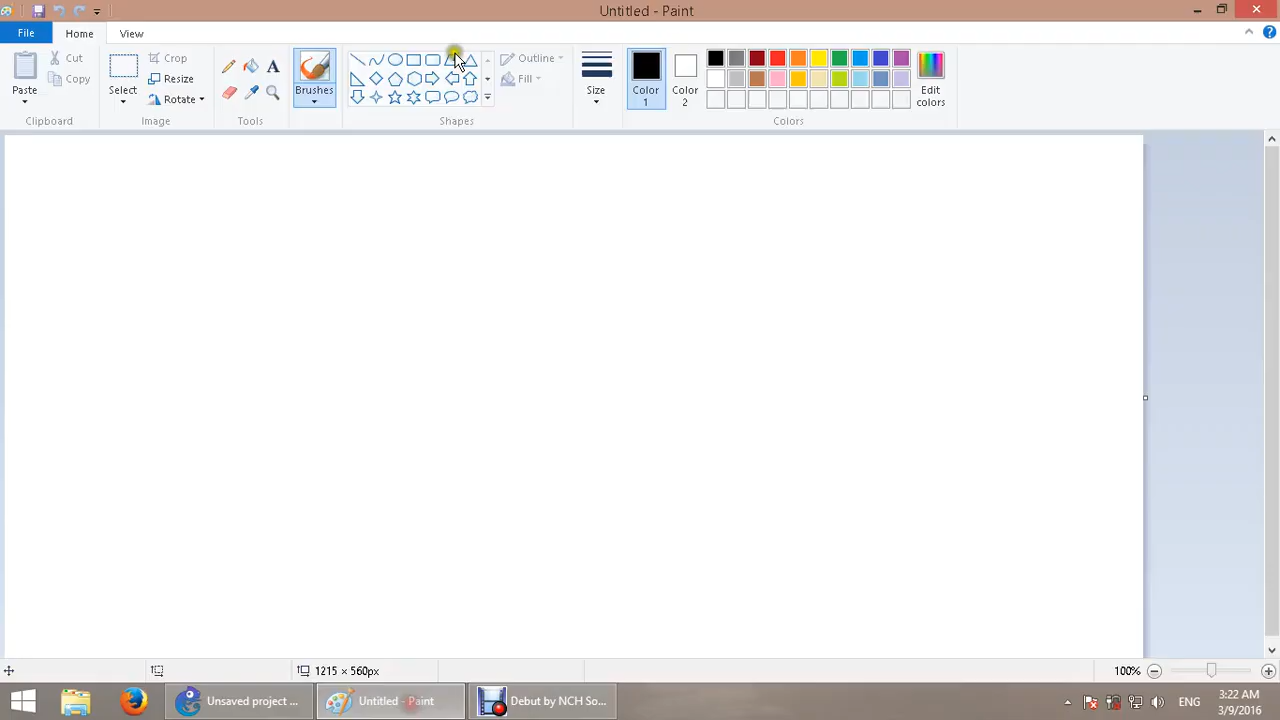 Untitled - Paint
File
Home
View
Paste
Cut
Copy
Clipboard
Select
Crop
Resize
Rotate
Image
A
Tools
Brushes
Shapes
Outline
Fill
Size
Color 1
Color 2
Edit colors
Colors
1215 × 560px
100%
Unsaved project ...
Untitled - Paint
Debut by NCH So...
ENG
3:22 AM
3/9/2016